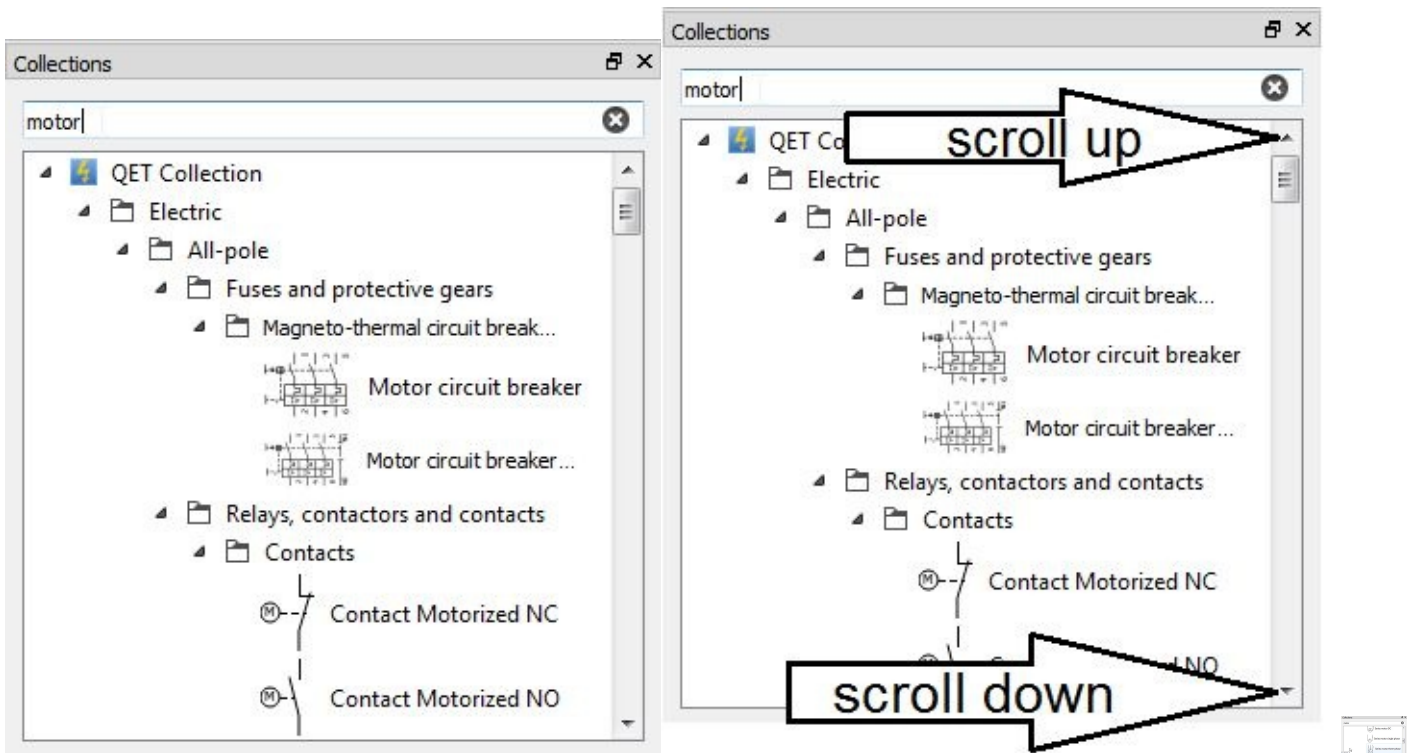 Collections
motor
QET Collection
Electric
All-pole
Fuses and protective gears
Magneto-thermal circuit break...
Motor circuit breaker
Motor circuit breaker...
Relays, contactors and contacts
Contacts
M
Contact Motorized NC
M
Contact Motorized NO
Collections
motor
scroll up
QET Co
Electric
All-pole
Fuses and protective gears
Magneto-thermal circuit break...
Motor circuit breaker
Motor circuit breaker...
Relays, contactors and contacts
Contacts
M
Contact Motorized NC
NO
scroll down